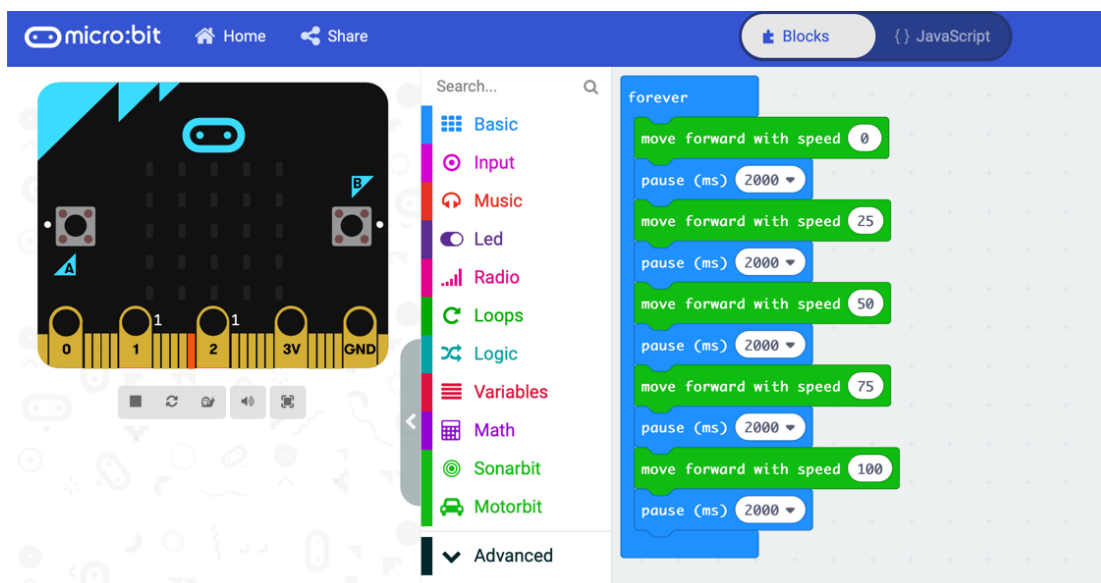 micro:bit Home Share Blocks { } JavaScript
B
A
1 1
0 1 2 3V GND
Search...
Basic
Input
Music
Led
Radio
Loops
Logic
Variables
Math
Sonarbit
Motorbit
Advanced
forever
move forward with speed 0
pause (ms) 2000
move forward with speed 25
pause (ms) 2000
move forward with speed 50
pause (ms) 2000
move forward with speed 75
pause (ms) 2000
move forward with speed 100
pause (ms) 2000